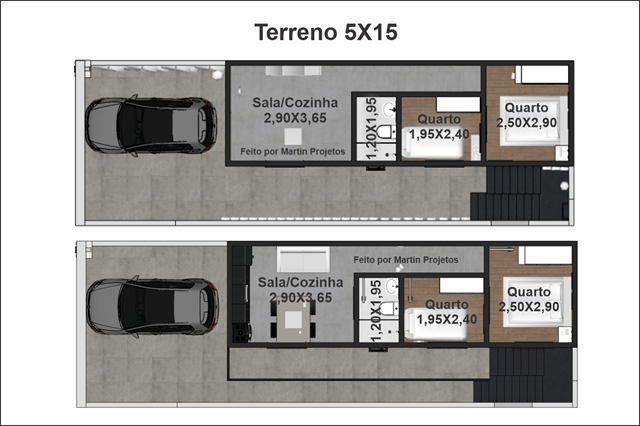 Terreno 5X15
Sala/Cozinha
2,90X3,65
Feito por Martin Projetos
1,20X1,95
Quarto
1,95X2,40
Quarto
2,50X2,90
Feito por Martin Projetos
Sala/Cozinha
2,90X3,65
1,20X1,95
Quarto
1,95X2,40
Quarto
2,50X2,90